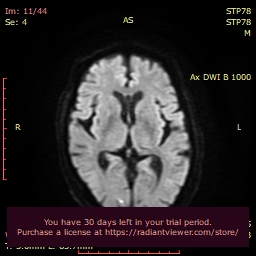 Im: 11/44
Se: 4
AS
STP78
STP78
M
Ax DWI B 1000
R
L
You have 30 days left in your trial period.
Purchase a license at https://radiantviewer.com/store/